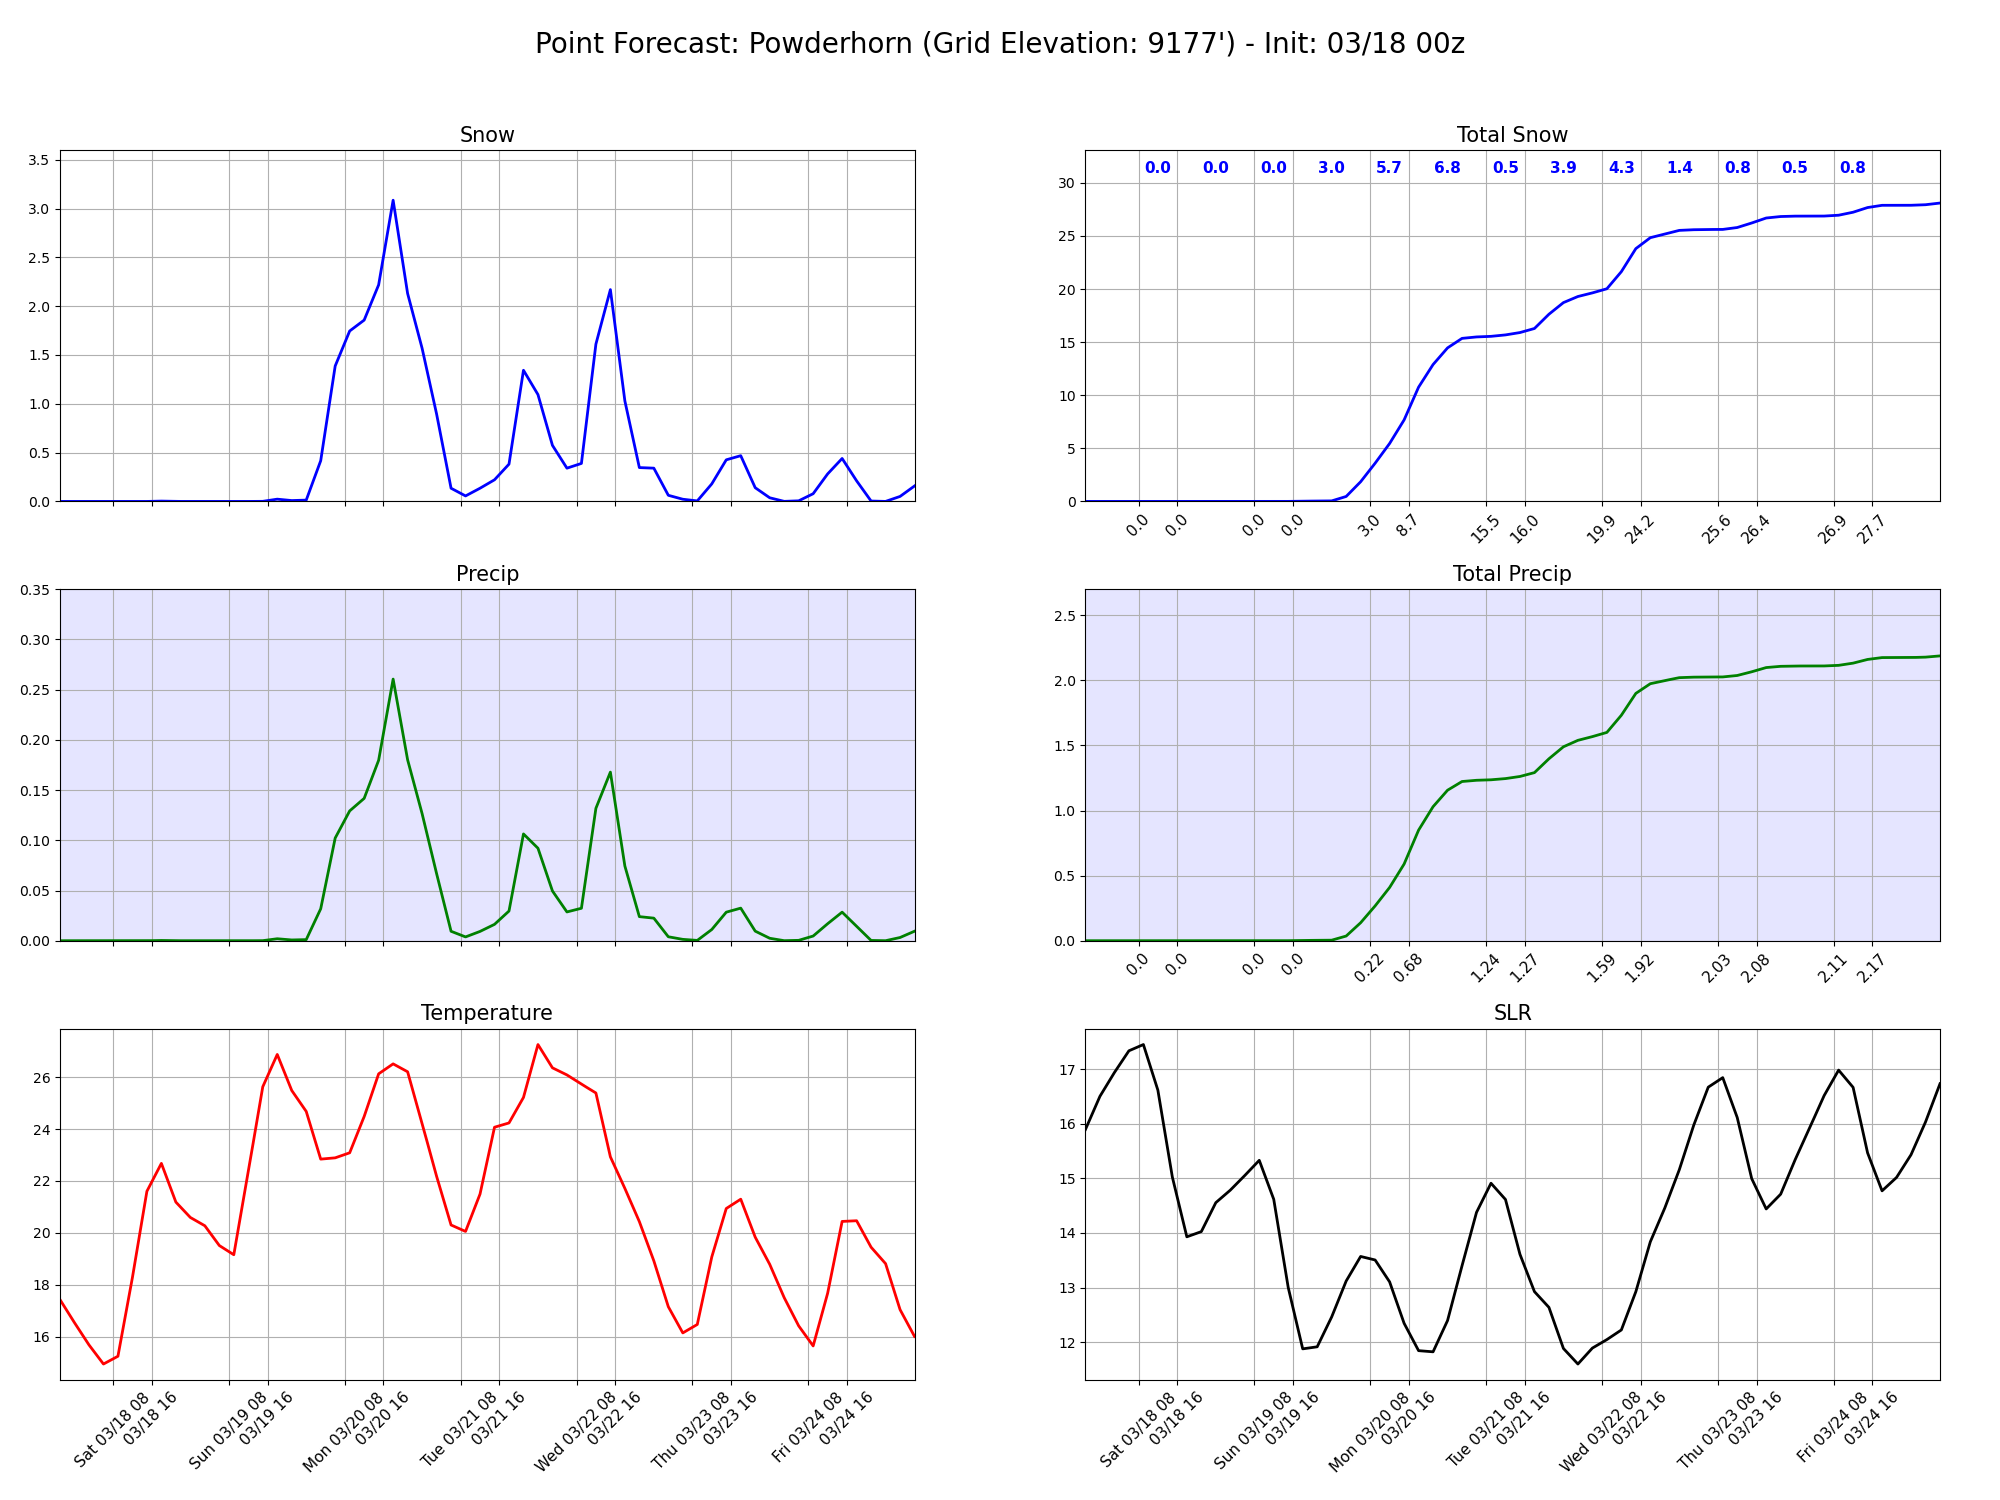 Point Forecast: Powderhorn (Grid Elevation: 9177') - Init: 03/18 00z
Snow
3.5
3.0
2.5
2.0
1.5
1.0
0.5
0.0
Total Snow
0.0 0.0 0.0 3.0 5.7 6.8 0.5 3.9 4.3 1.4 0.8 0.5 0.8
30
25
20
15
10
5
0
0.0 0.0 0.0 0.0 3.0 8.7 15.5 16.0 19.9 24.2 25.6 26.4 26.9 27.7
Precip
0.35
0.30
0.25
0.20
0.15
0.10
0.05
0.00
Total Precip
2.5
2.0
1.5
1.0
0.5
0.0
0.0 0.0 0.0 0.0 0.22 0.68 1.24 1.27 1.59 1.92 2.03 2.08 2.11 2.17
Temperature
26
24
22
20
18
16
Sat 03/18 08
03/18 16
Sun 03/19 08
03/19 16
Mon 03/20 08
03/20 16
Tue 03/21 08
03/21 16
Wed 03/22 08
03/22 16
Thu 03/23 08
03/23 16
Fri 03/24 08
03/24 16
SLR
17
16
15
14
13
12
Sat 03/18 08
03/18 16
Sun 03/19 08
03/19 16
Mon 03/20 08
03/20 16
Tue 03/21 08
03/21 16
Wed 03/22 08
03/22 16
Thu 03/23 08
03/23 16
Fri 03/24 08
03/24 16